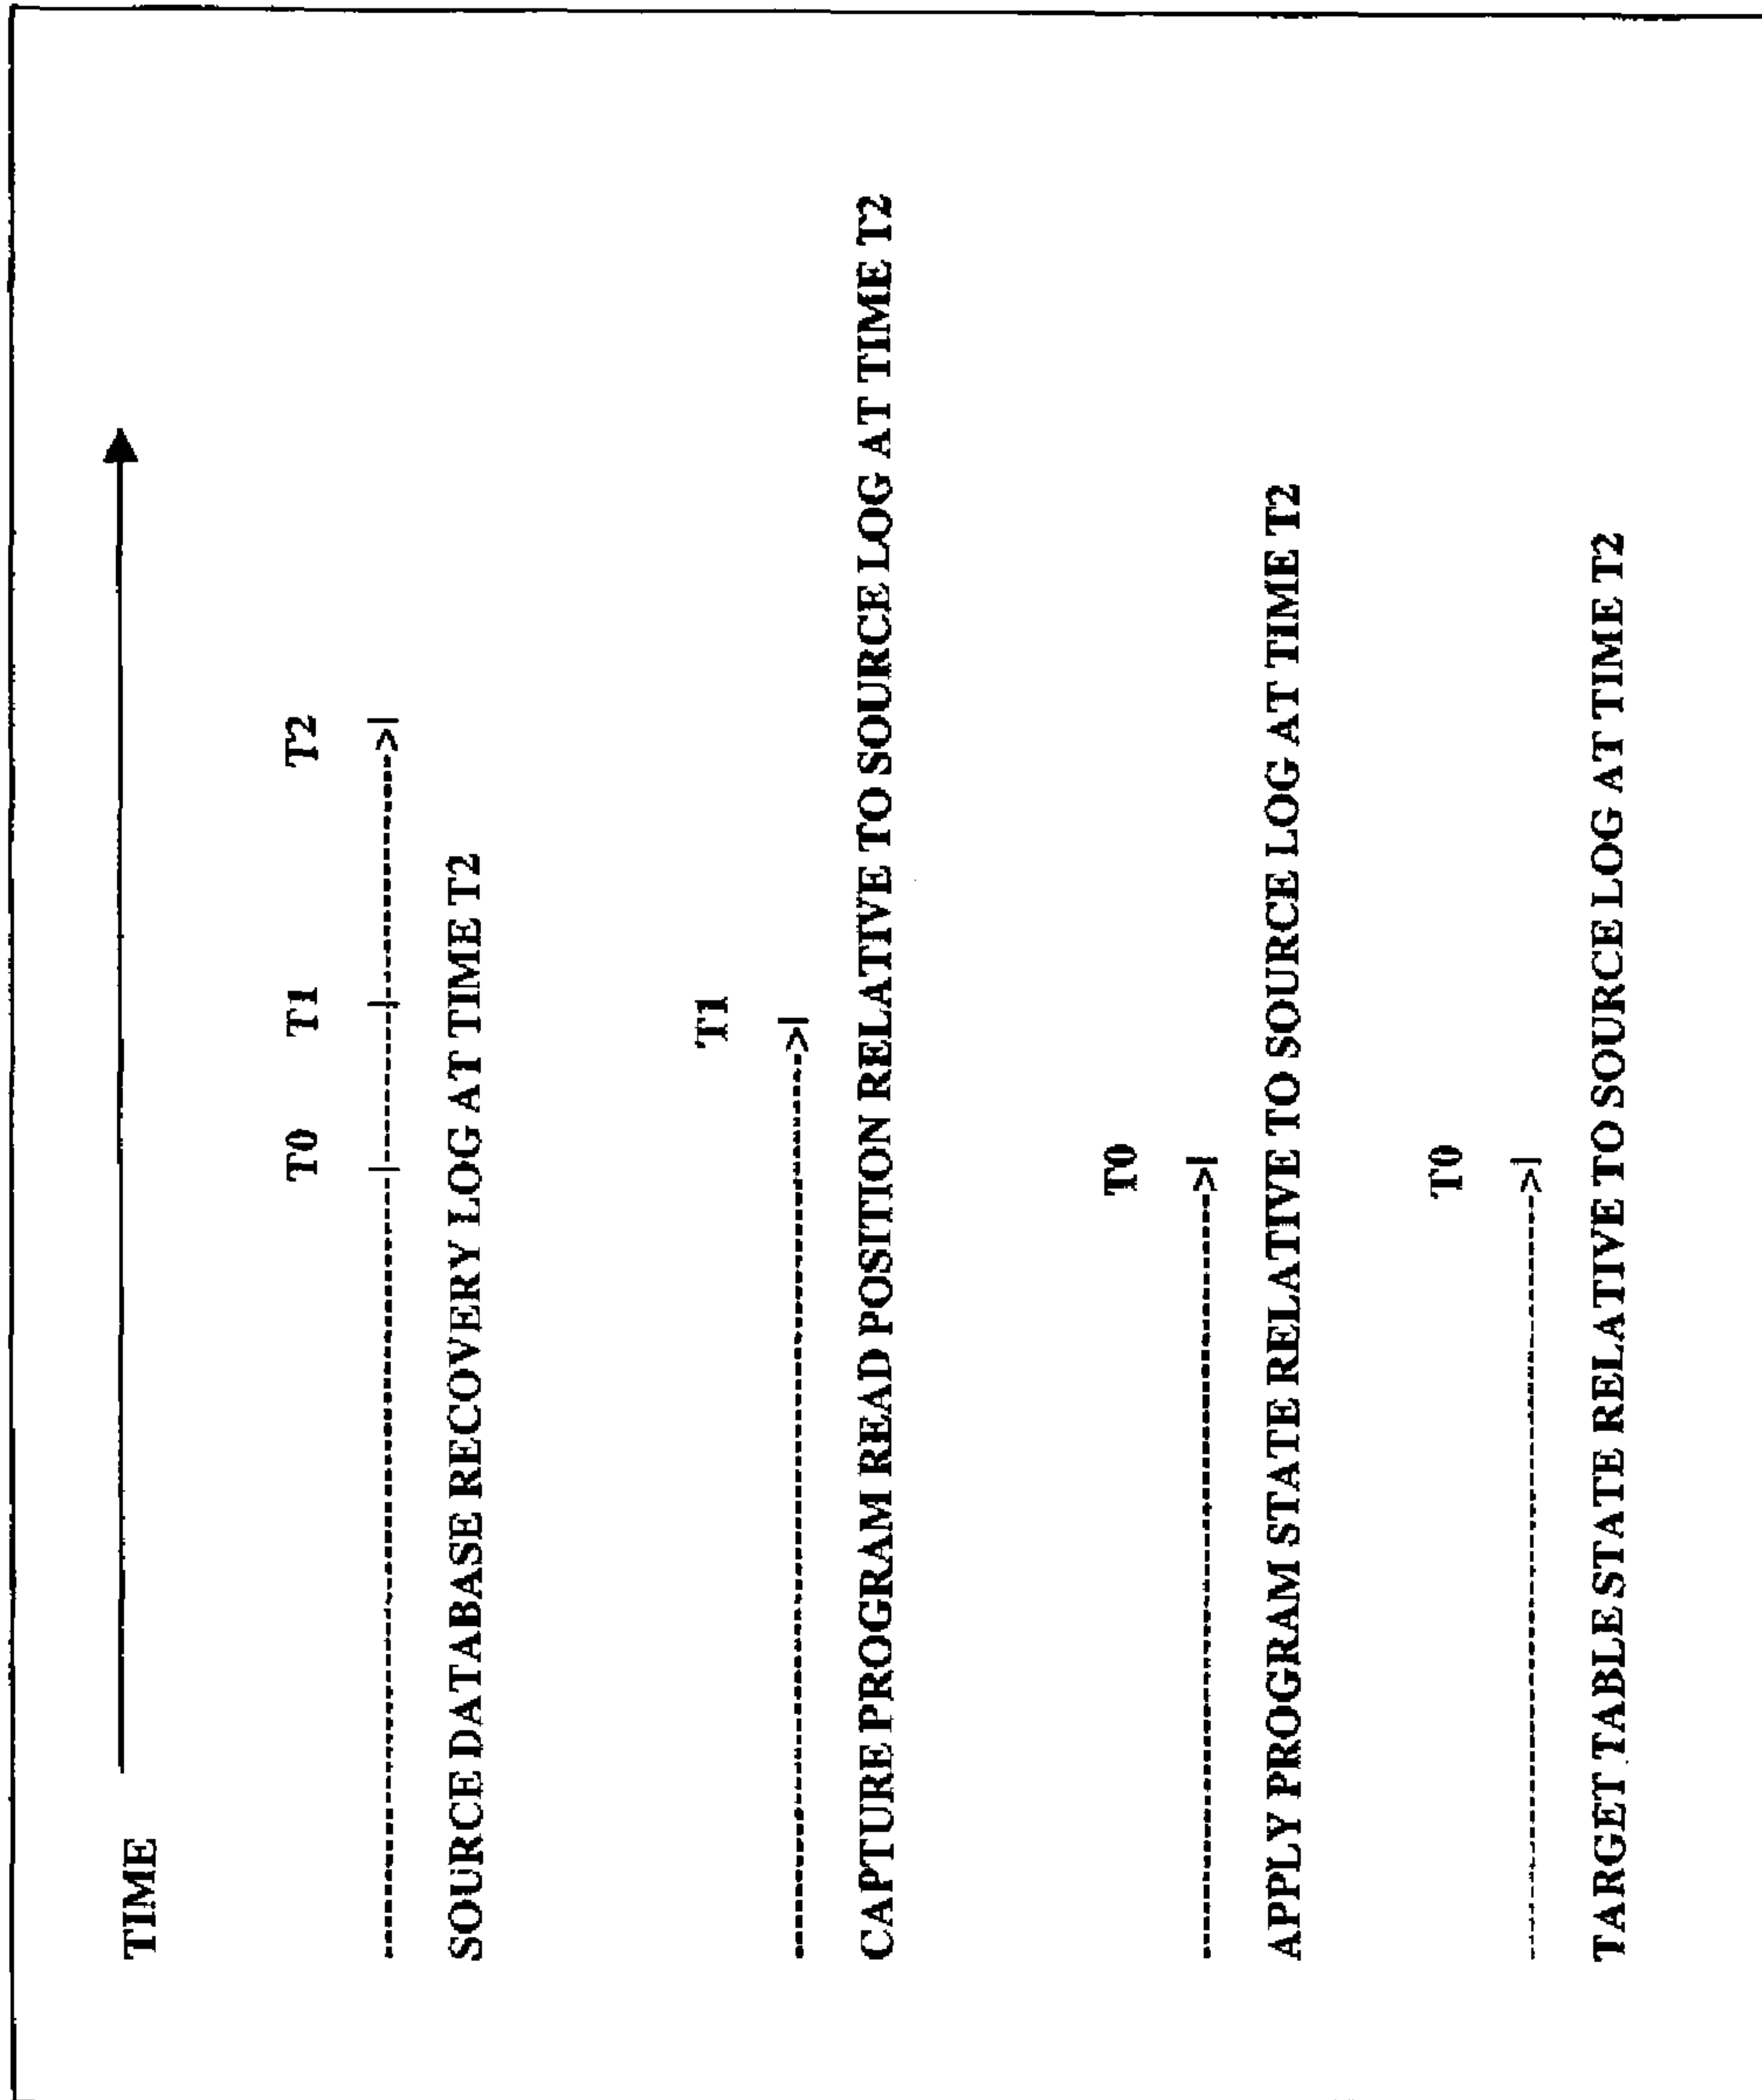 TIME
T0 T1 T2
SOURCE DATABASE RECOVERY LOG AT TIME T2
T1
CAPTURE PROGRAM READ POSITION RELATIVE TO SOURCE LOG AT TIME T2
T0
APPLY PROGRAM STATE RELATIVE TO SOURCE LOG AT TIME T2
T0
TARGET TABLE STATE RELATIVE TO SOURCE LOG AT TIME T2